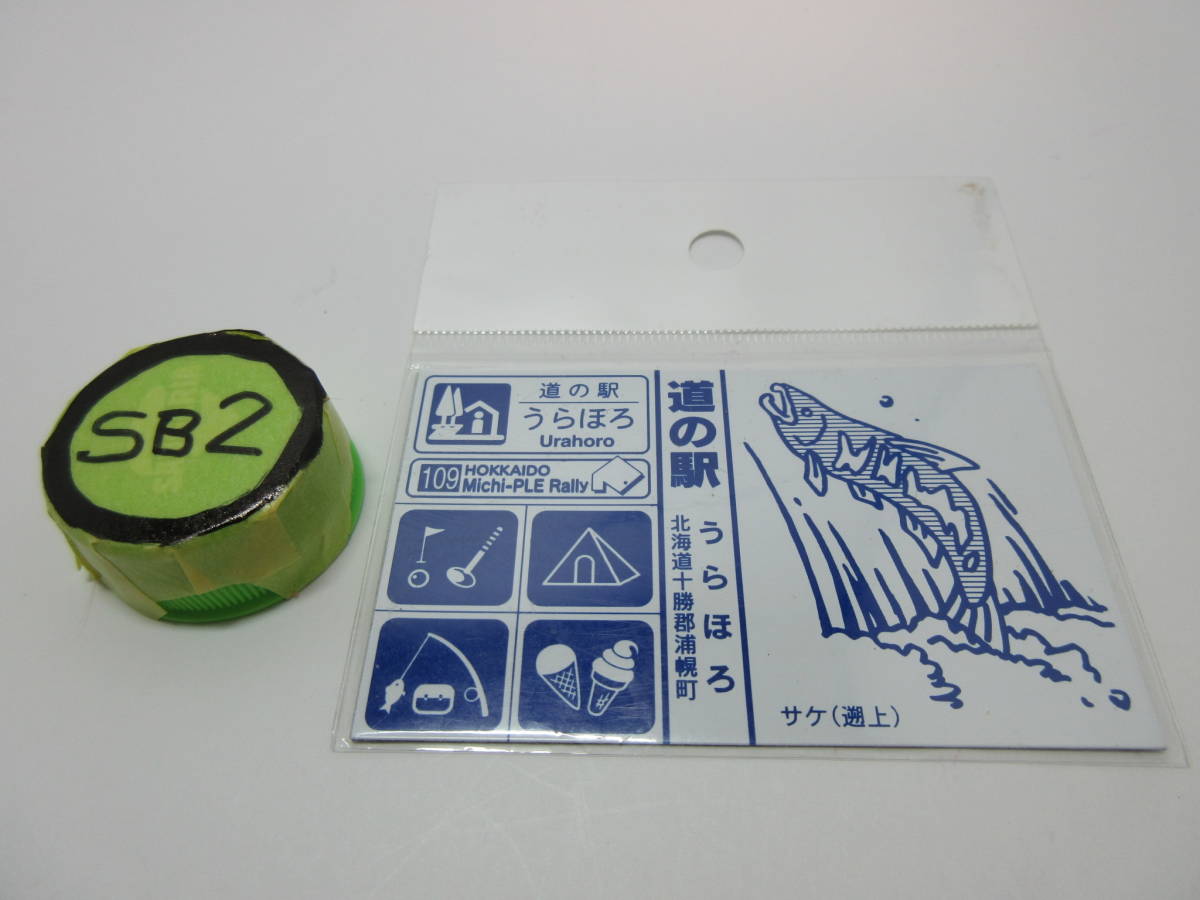 SB2
道の駅
うらほろ
Urahoro
109 HOKKAIDO
Michi-PLE Rally
道の駅 うらほろ
北海道十勝郡浦幌町
サケ(遡上)